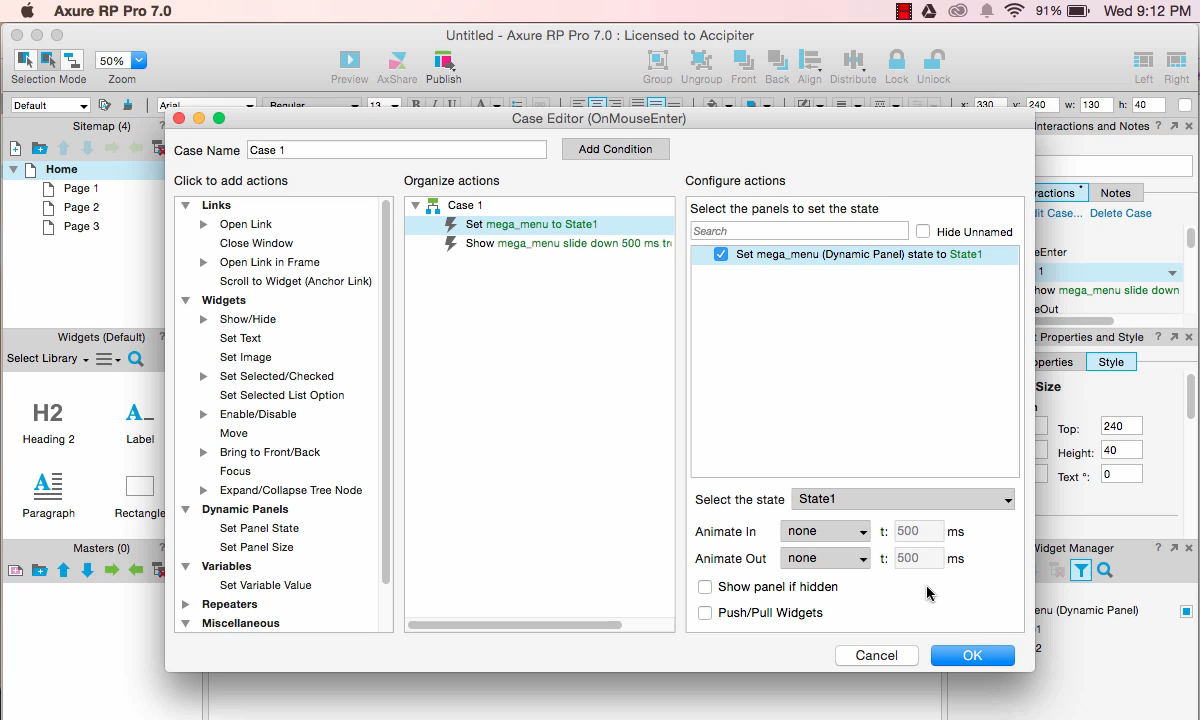 Axure RP Pro 7.0
91%
Wed 9:12 PM
Untitled - Axure RP Pro 7.0 : Licensed to Accipiter
50%
Selection Mode
Zoom
Preview
AxShare
Publish
Group
Ungroup
Front
Back
Align
Distribute
Lock
Unlock
Left
Right
Default
Arial
Regular
13
B I U
x: 330 y: 240 w: 130 h: 40
Sitemap (4)
Home
Page 1
Page 2
Page 3
Widgets (Default)
Select Library
H2
Heading 2
Label
Paragraph
Rectangle
Masters (0)
Case Editor (OnMouseEnter)
Case Name
Case 1
Add Condition
Click to add actions
Links
Open Link
Close Window
Open Link in Frame
Scroll to Widget (Anchor Link)
Widgets
Show/Hide
Set Text
Set Image
Set Selected/Checked
Set Selected List Option
Enable/Disable
Move
Bring to Front/Back
Focus
Expand/Collapse Tree Node
Dynamic Panels
Set Panel State
Set Panel Size
Variables
Set Variable Value
Repeaters
Miscellaneous
Organize actions
Case 1
Set mega_menu to State1
Show mega_menu slide down 500 ms tr
Configure actions
Select the panels to set the state
Search
Hide Unnamed
Set mega_menu (Dynamic Panel) state to State1
Select the state
State1
Animate In
none
t: 500 ms
Animate Out
none
t: 500 ms
Show panel if hidden
Push/Pull Widgets
Cancel
OK
Interactions and Notes
ractions*
Notes
dit Case...
Delete Case
eEnter
1
how mega_menu slide down
eOut
t Properties and Style
operties
Style
Size
Top: 240
Height: 40
Text °: 0
Widget Manager
enu (Dynamic Panel)
1
2